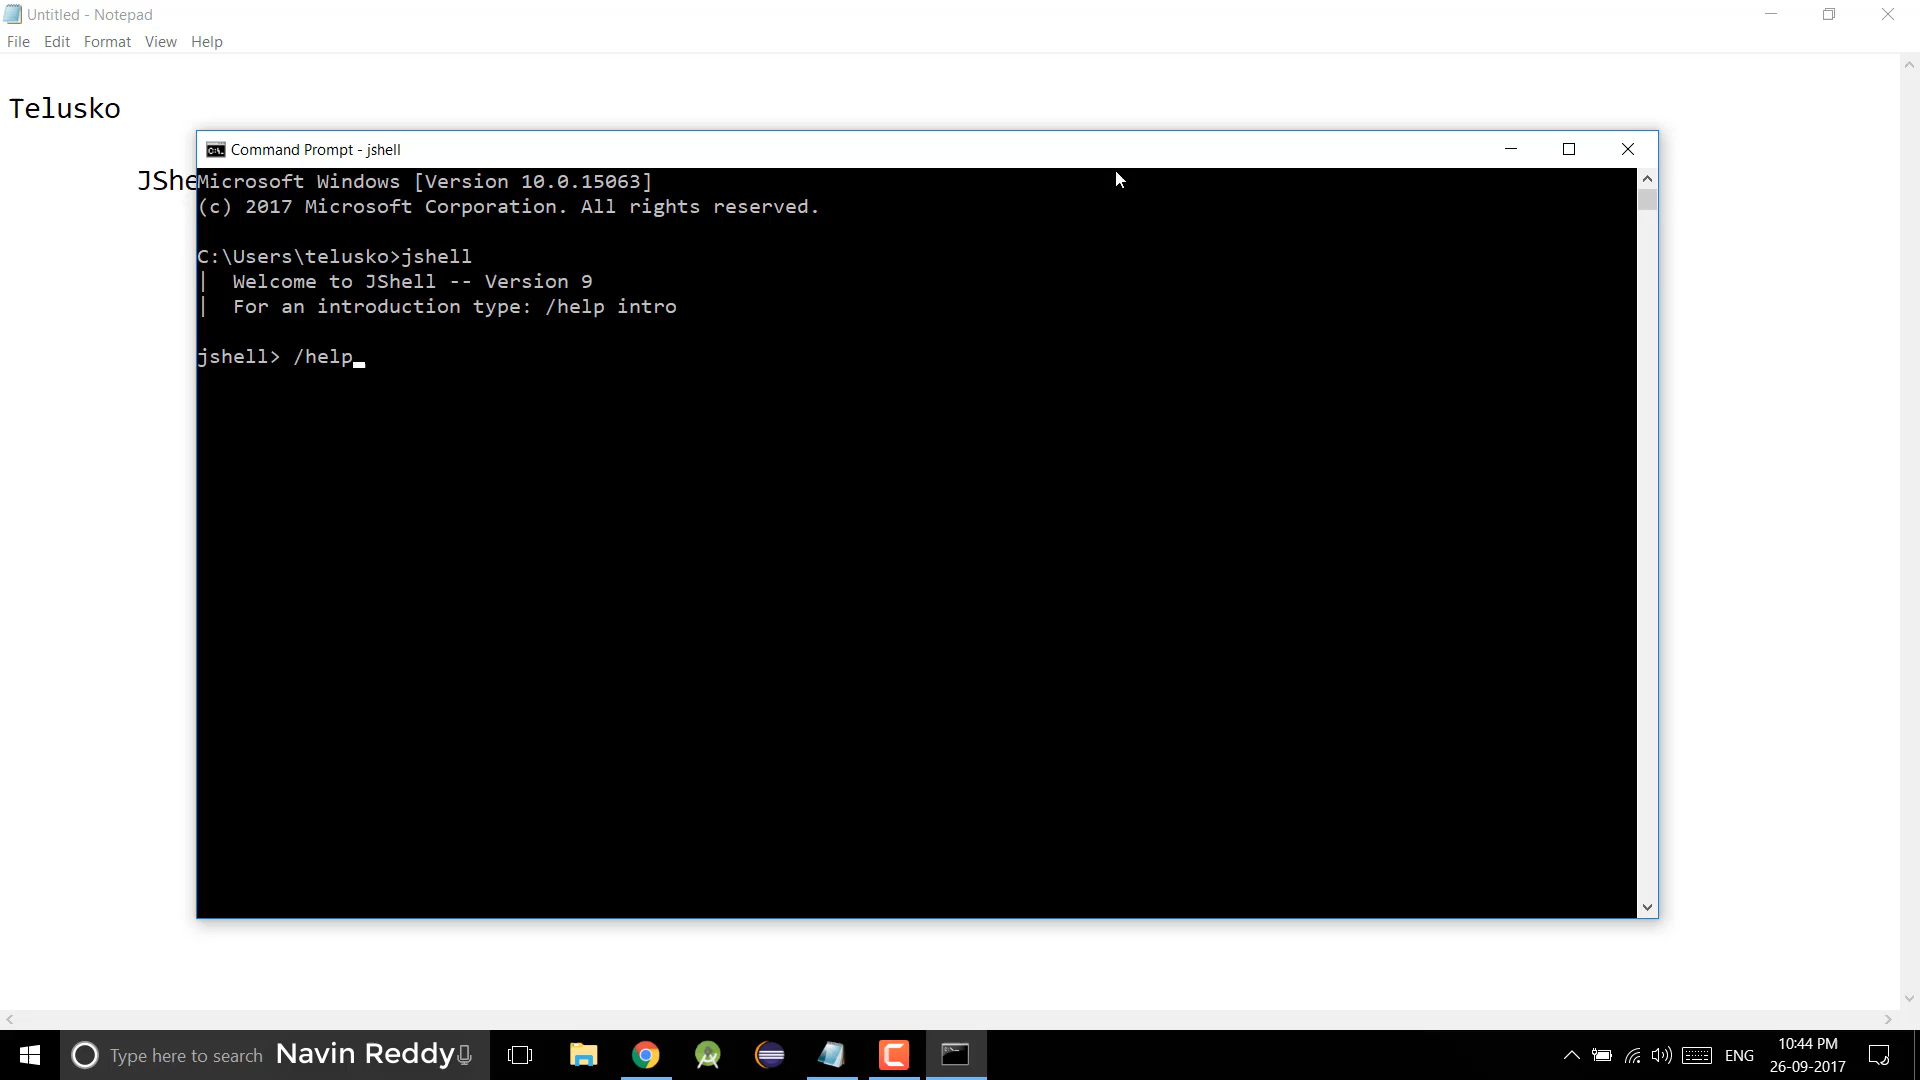 Untitled - Notepad
File Edit Format View Help
Telusko
JShe
Command Prompt - jshell
Microsoft Windows [Version 10.0.15063]
(c) 2017 Microsoft Corporation. All rights reserved.
C:\Users\telusko>jshell
|  Welcome to JShell -- Version 9
|  For an introduction type: /help intro
jshell> /help
Type here to search Navin Reddy
ENG
10:44 PM
26-09-2017